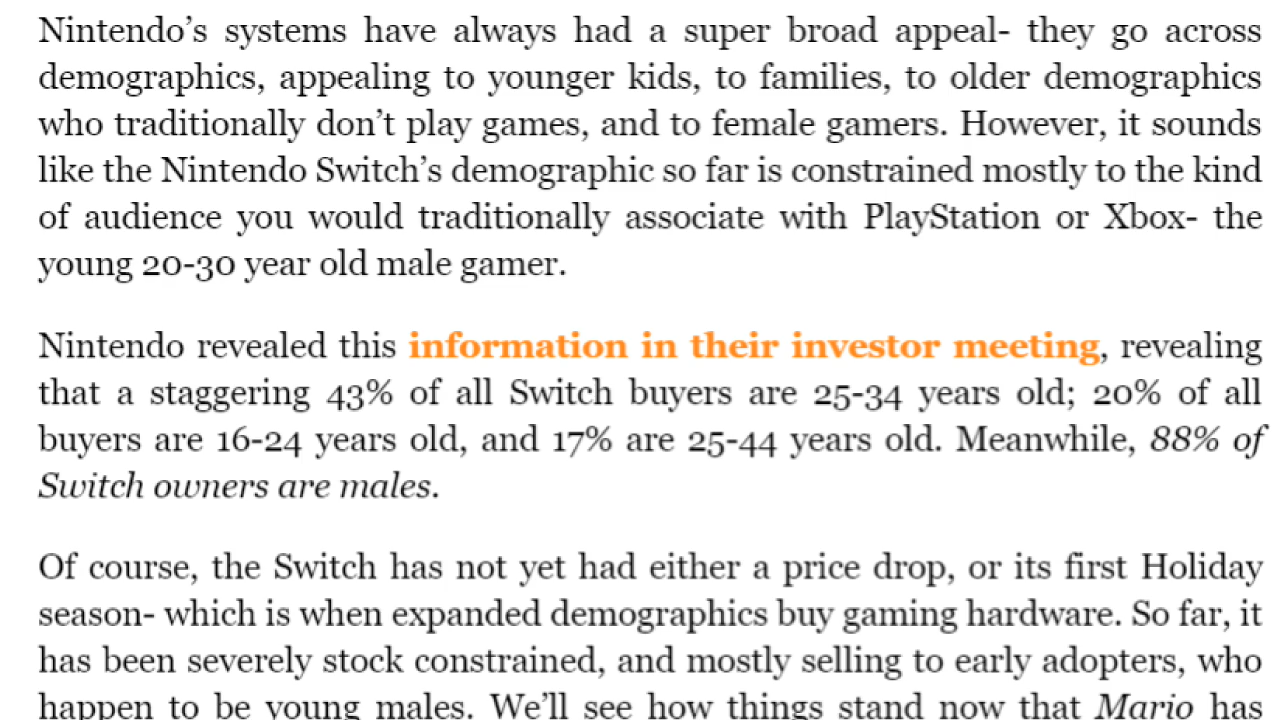 Nintendo’s systems have always had a super broad appeal- they go across
demographics, appealing to younger kids, to families, to older demographics
who traditionally don’t play games, and to female gamers. However, it sounds
like the Nintendo Switch’s demographic so far is constrained mostly to the kind
of audience you would traditionally associate with PlayStation or Xbox- the
young 20-30 year old male gamer.
Nintendo revealed this information in their investor meeting, revealing
that a staggering 43% of all Switch buyers are 25-34 years old; 20% of all
buyers are 16-24 years old, and 17% are 25-44 years old. Meanwhile, 88% of
Switch owners are males.
Of course, the Switch has not yet had either a price drop, or its first Holiday
season- which is when expanded demographics buy gaming hardware. So far, it
has been severely stock constrained, and mostly selling to early adopters, who
happen to be young males. We’ll see how things stand now that Mario has